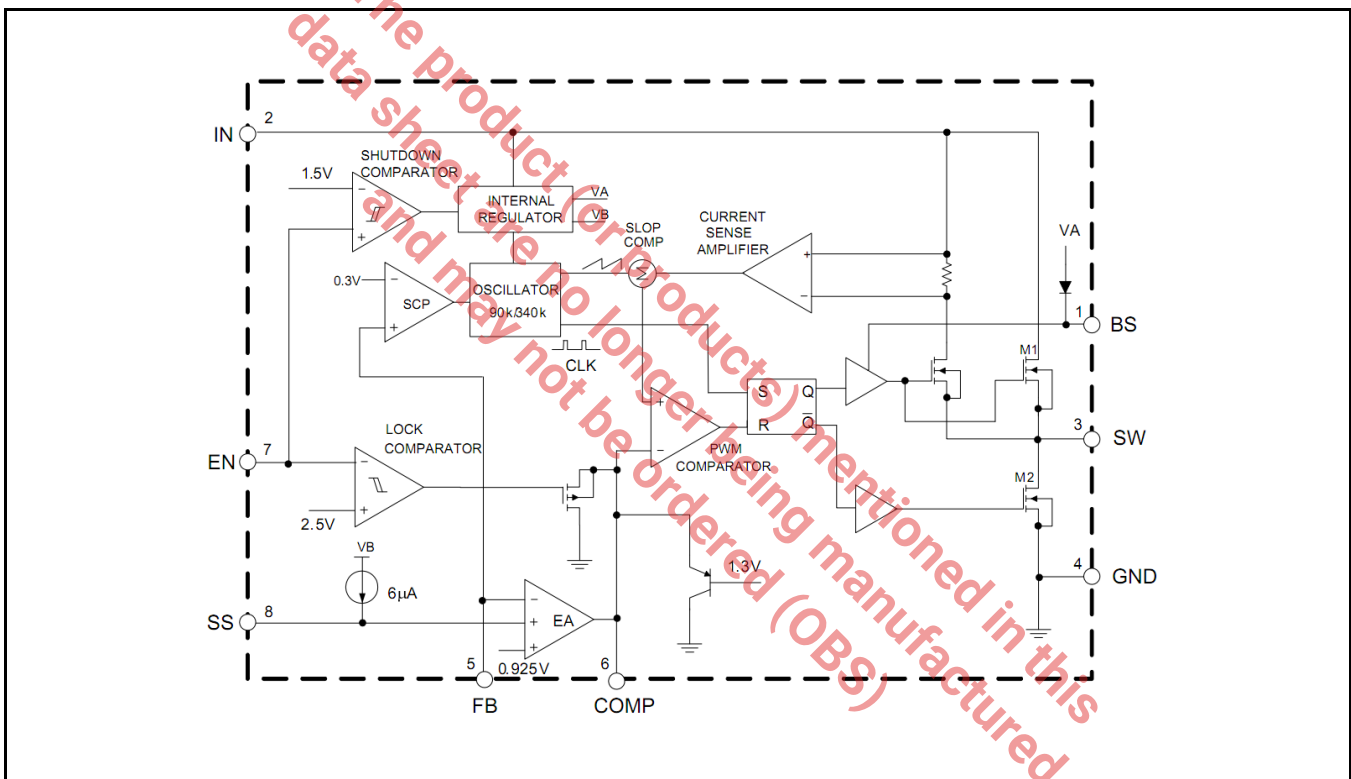 The product (or products) mentioned in this
data sheet are no longer being manufactured
and may not be ordered (OBS)
IN
2
SHUTDOWN
COMPARATOR
1.5V
−
+
INTERNAL
REGULATOR
VA
VB
SLOP
COMP
Σ
CURRENT
SENSE
AMPLIFIER
+
−
VA
1
BS
0.3V
−
+
SCP
OSCILLATOR
90k/340k
CLK
S
Q
R
Q̅
+
−
PWM
COMPARATOR
M1
3
SW
M2
4
GND
EN
7
LOCK
COMPARATOR
−
+
2.5V
VB
6µA
SS
8
−
+
+
EA
0.925V
1.3V
5
FB
6
COMP